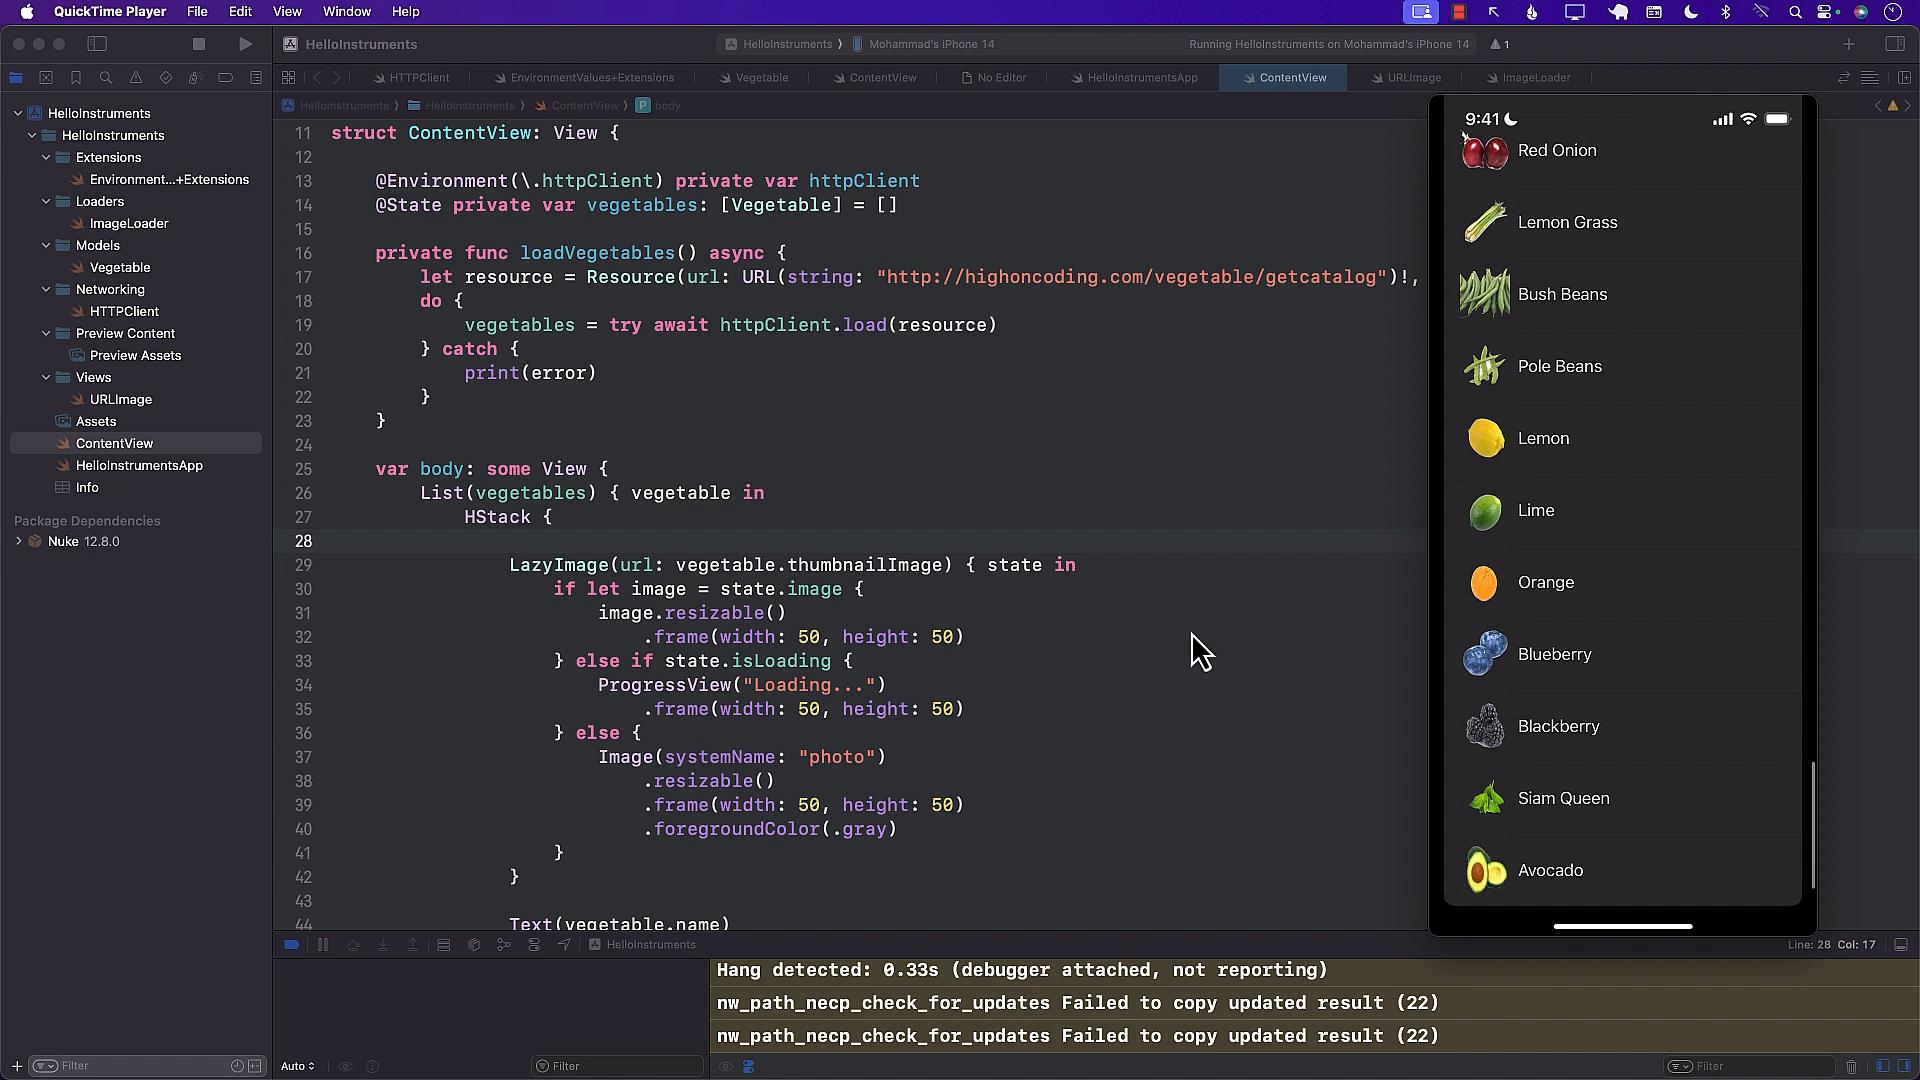 QuickTime Player File Edit View Window Help
HelloInstruments
HelloInstruments
Mohammad's iPhone 14
Running HelloInstruments on Mohammad's iPhone 14
1
HTTPClient
EnvironmentValues+Extensions
Vegetable
ContentView
No Editor
HelloInstrumentsApp
ContentView
URLImage
ImageLoader
HelloInstruments
HelloInstruments
ContentView
P body
HelloInstruments
HelloInstruments
Extensions
Environment...+Extensions
Loaders
ImageLoader
Models
Vegetable
Networking
HTTPClient
Preview Content
Preview Assets
Views
URLImage
Assets
ContentView
HelloInstrumentsApp
Info
Package Dependencies
Nuke 12.8.0
Filter
11 struct ContentView: View {
12
13 @Environment(\.httpClient) private var httpClient
14 @State private var vegetables: [Vegetable] = []
15
16 private func loadVegetables() async {
17 let resource = Resource(url: URL(string: "http://highoncoding.com/vegetable/getcatalog")!,
18 do {
19 vegetables = try await httpClient.load(resource)
20 } catch {
21 print(error)
22 }
23 }
24
25 var body: some View {
26 List(vegetables) { vegetable in
27 HStack {
28
29 LazyImage(url: vegetable.thumbnailImage) { state in
30 if let image = state.image {
31 image.resizable()
32 .frame(width: 50, height: 50)
33 } else if state.isLoading {
34 ProgressView("Loading...")
35 .frame(width: 50, height: 50)
36 } else {
37 Image(systemName: "photo")
38 .resizable()
39 .frame(width: 50, height: 50)
40 .foregroundColor(.gray)
41 }
42 }
43
44 Text(vegetable.name)
9:41
Red Onion
Lemon Grass
Bush Beans
Pole Beans
Lemon
Lime
Orange
Blueberry
Blackberry
Siam Queen
Avocado
HelloInstruments
Line: 28 Col: 17
Hang detected: 0.33s (debugger attached, not reporting)
nw_path_necp_check_for_updates Failed to copy updated result (22)
nw_path_necp_check_for_updates Failed to copy updated result (22)
Auto
Filter
Filter